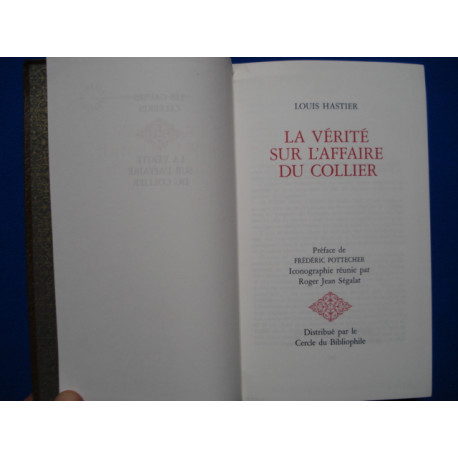 LOUIS HASTIER
LA VÉRITÉ
SUR L'AFFAIRE
DU COLLIER
Préface de
FRÉDÉRIC POTTECHER
Iconographie réunie par
Roger Jean Ségalat
Distribué par le
Cercle du Bibliophile